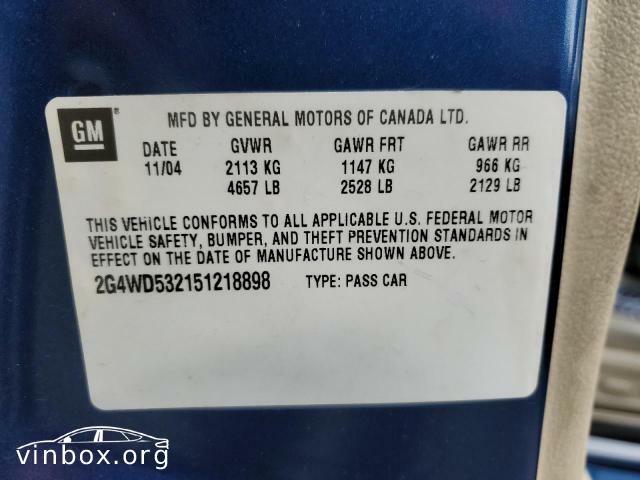 GM®
MFD BY GENERAL MOTORS OF CANADA LTD.
DATE GVWR GAWR FRT GAWR RR
11/04 2113 KG 1147 KG 966 KG
4657 LB 2528 LB 2129 LB
THIS VEHICLE CONFORMS TO ALL APPLICABLE U.S. FEDERAL MOTOR
VEHICLE SAFETY, BUMPER, AND THEFT PREVENTION STANDARDS IN
EFFECT ON THE DATE OF MANUFACTURE SHOWN ABOVE.
2G4WD532151218898 TYPE: PASS CAR
vinbox.org